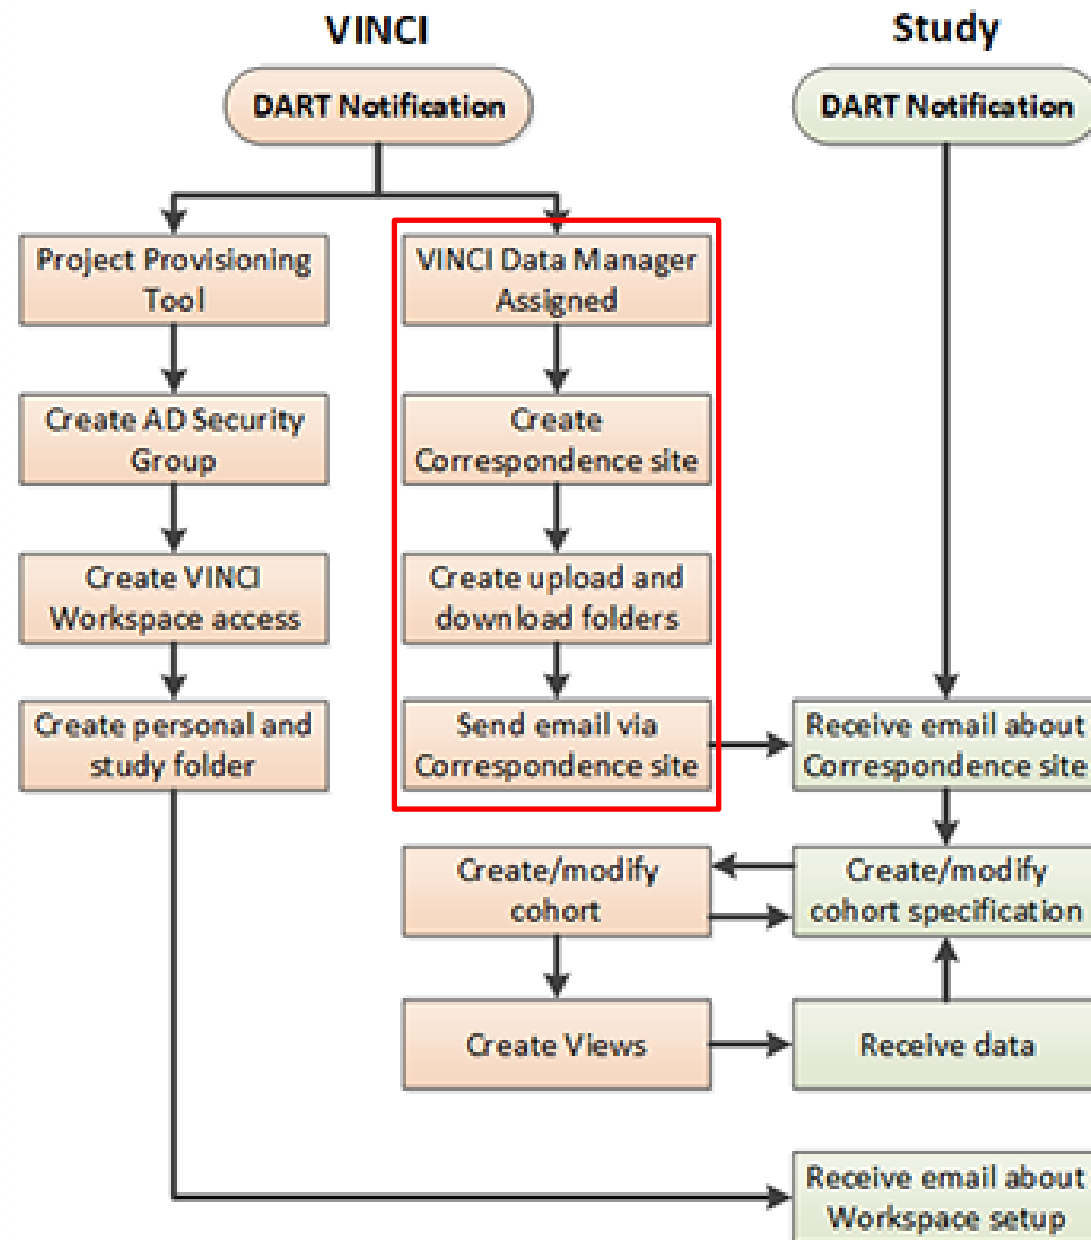 VINCI
Study
DART Notification
DART Notification
Project Provisioning
Tool
VINCI Data Manager
Assigned
Create AD Security
Group
Create
Correspondence site
Create VINCI
Workspace access
Create upload and
download folders
Create personal and
study folder
Send email via
Correspondence site
Receive email about
Correspondence site
Create/modify
cohort
Create/modify
cohort specification
Create Views
Receive data
Receive email about
Workspace setup